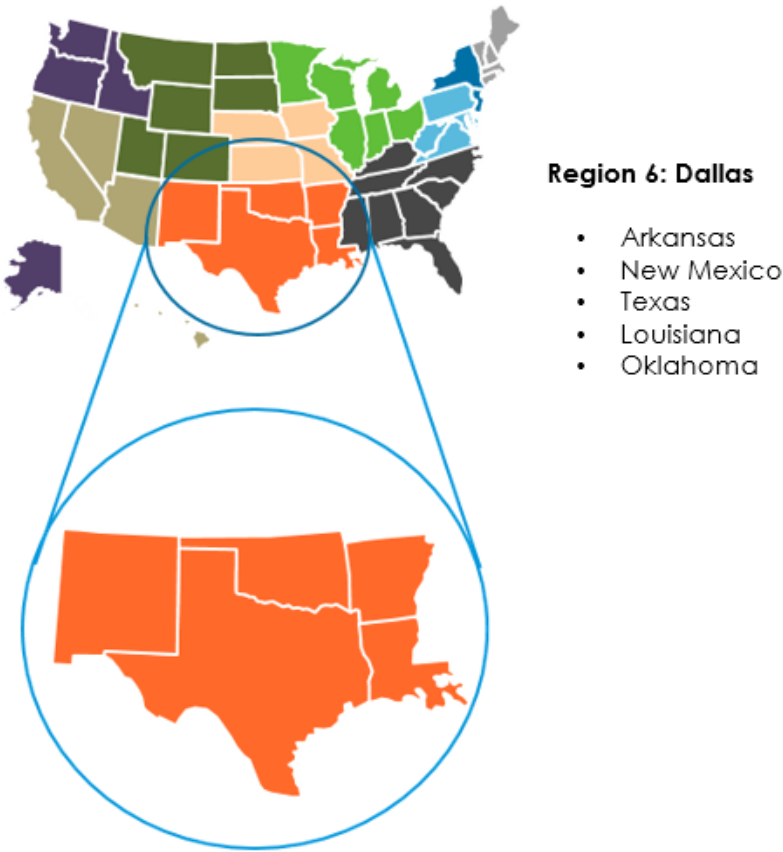 Region 6: Dallas
• Arkansas
• New Mexico
• Texas
• Louisiana
• Oklahoma